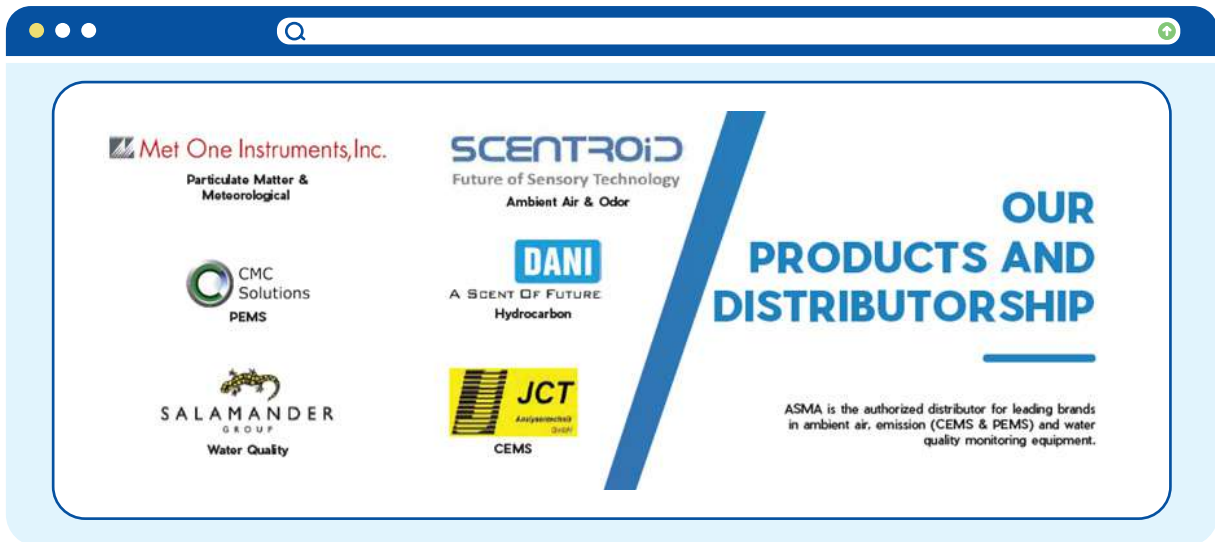 Met One Instruments, Inc.
Particulate Matter &
Meteorological
SCENTROiD
Future of Sensory Technology
Ambient Air & Odor
CMC
Solutions
PEMS
DANI
A SCENT OF FUTURE
Hydrocarbon
SALAMANDER
GROUP
Water Quality
JCT
Analysentechnik
GmbH
CEMS
OUR
PRODUCTS AND
DISTRIBUTORSHIP
ASMA is the authorized distributor for leading brands
in ambient air, emission (CEMS & PEMS) and water
quality monitoring equipment.